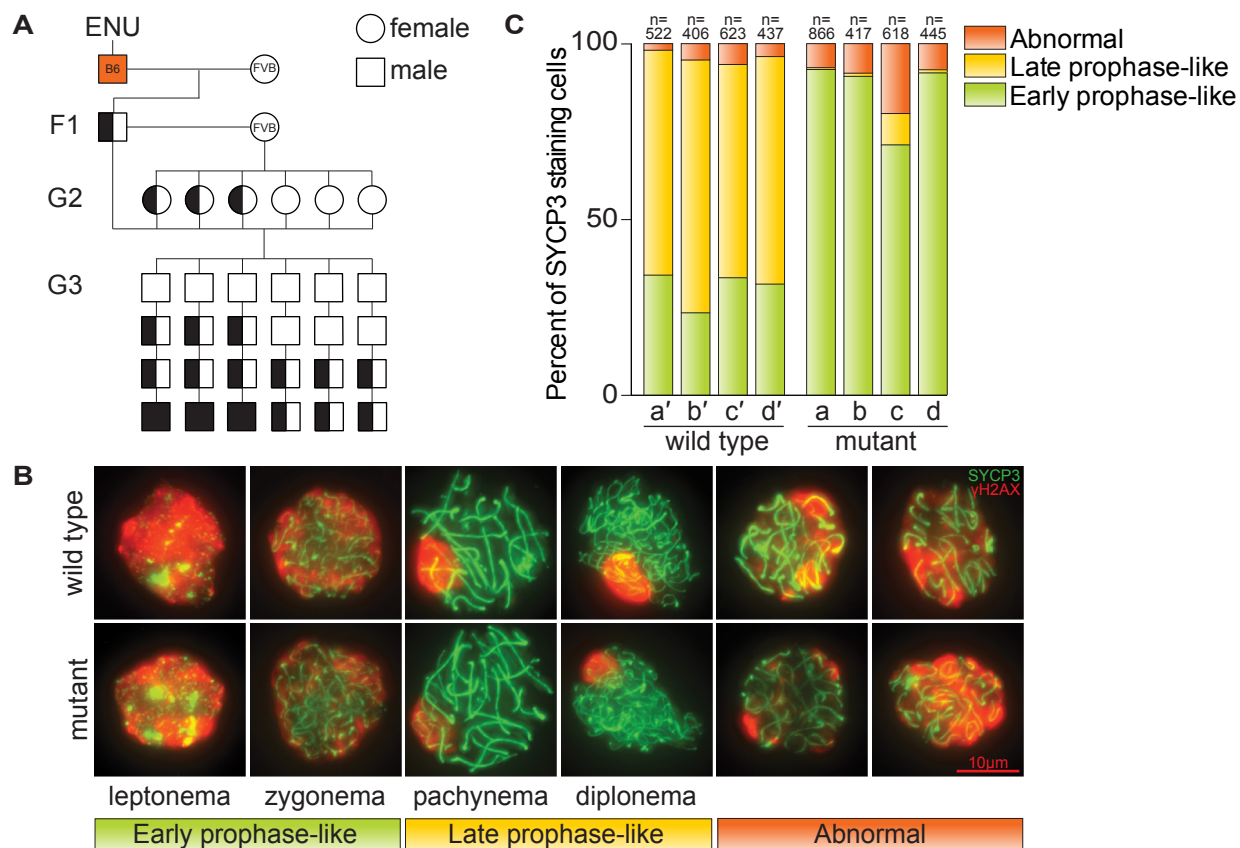 A
ENU
B6
FVB
female
male
F1
FVB
G2
G3
C
n=
522
n=
406
n=
623
n=
437
n=
866
n=
417
n=
618
n=
445
100
50
0
Percent of SYCP3 staining cells
a′ b′ c′ d′ a b c d
wild type mutant
Abnormal
Late prophase-like
Early prophase-like
B
wild type
mutant
SYCP3
γH2AX
10µm
leptonema zygonema pachynema diplonema
Early prophase-like Late prophase-like Abnormal